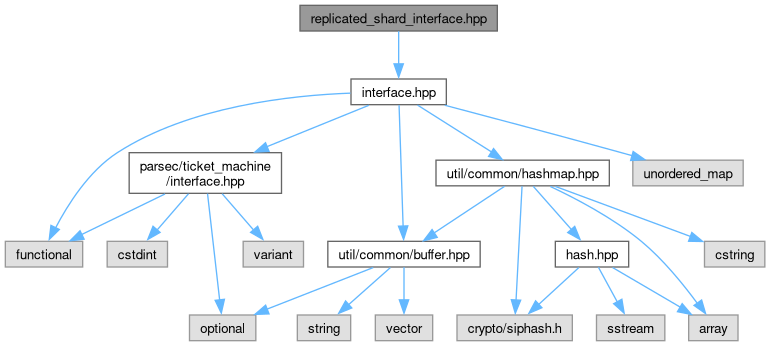 replicated_shard_interface.hpp
interface.hpp
parsec/ticket_machine
/interface.hpp
util/common/hashmap.hpp
unordered_map
functional
cstdint
variant
util/common/buffer.hpp
hash.hpp
cstring
optional
string
vector
crypto/siphash.h
sstream
array